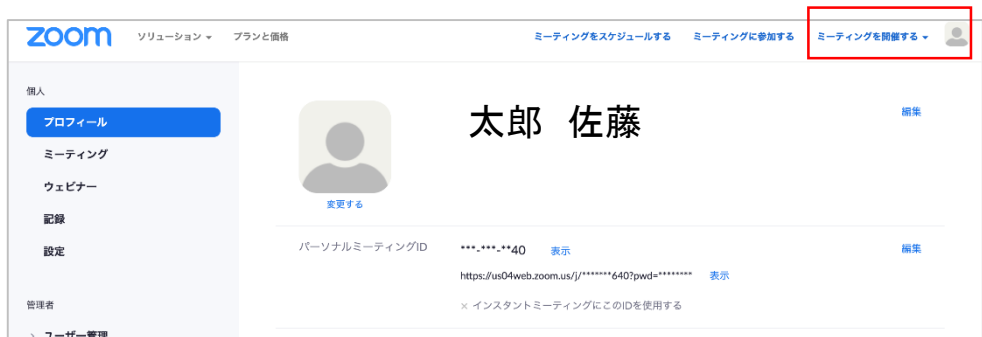 zoom ソリューション プランと価格 ミーティングをスケジュールする ミーティングに参加する ミーティングを開催する
個人
プロフィール
ミーティング
ウェビナー
記録
設定
管理者
ユーザー管理
太郎 佐藤
編集
変更する
パーソナルミーティングID ***-***-**40 表示 編集
https://us04web.zoom.us/j/*******640?pwd=******** 表示
× インスタントミーティングにこのIDを使用する